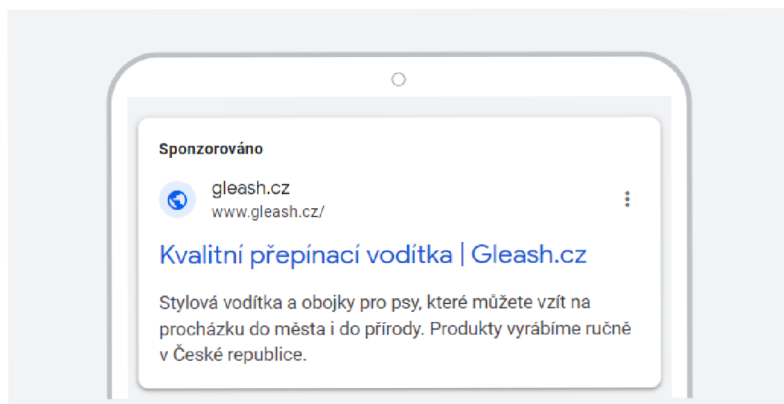 Sponzorováno
gleash.cz
www.gleash.cz/
Kvalitní přepínací vodítka | Gleash.cz
Stylová vodítka a obojky pro psy, které můžete vzít na
procházku do města i do přírody. Produkty vyrábíme ručně
v České republice.